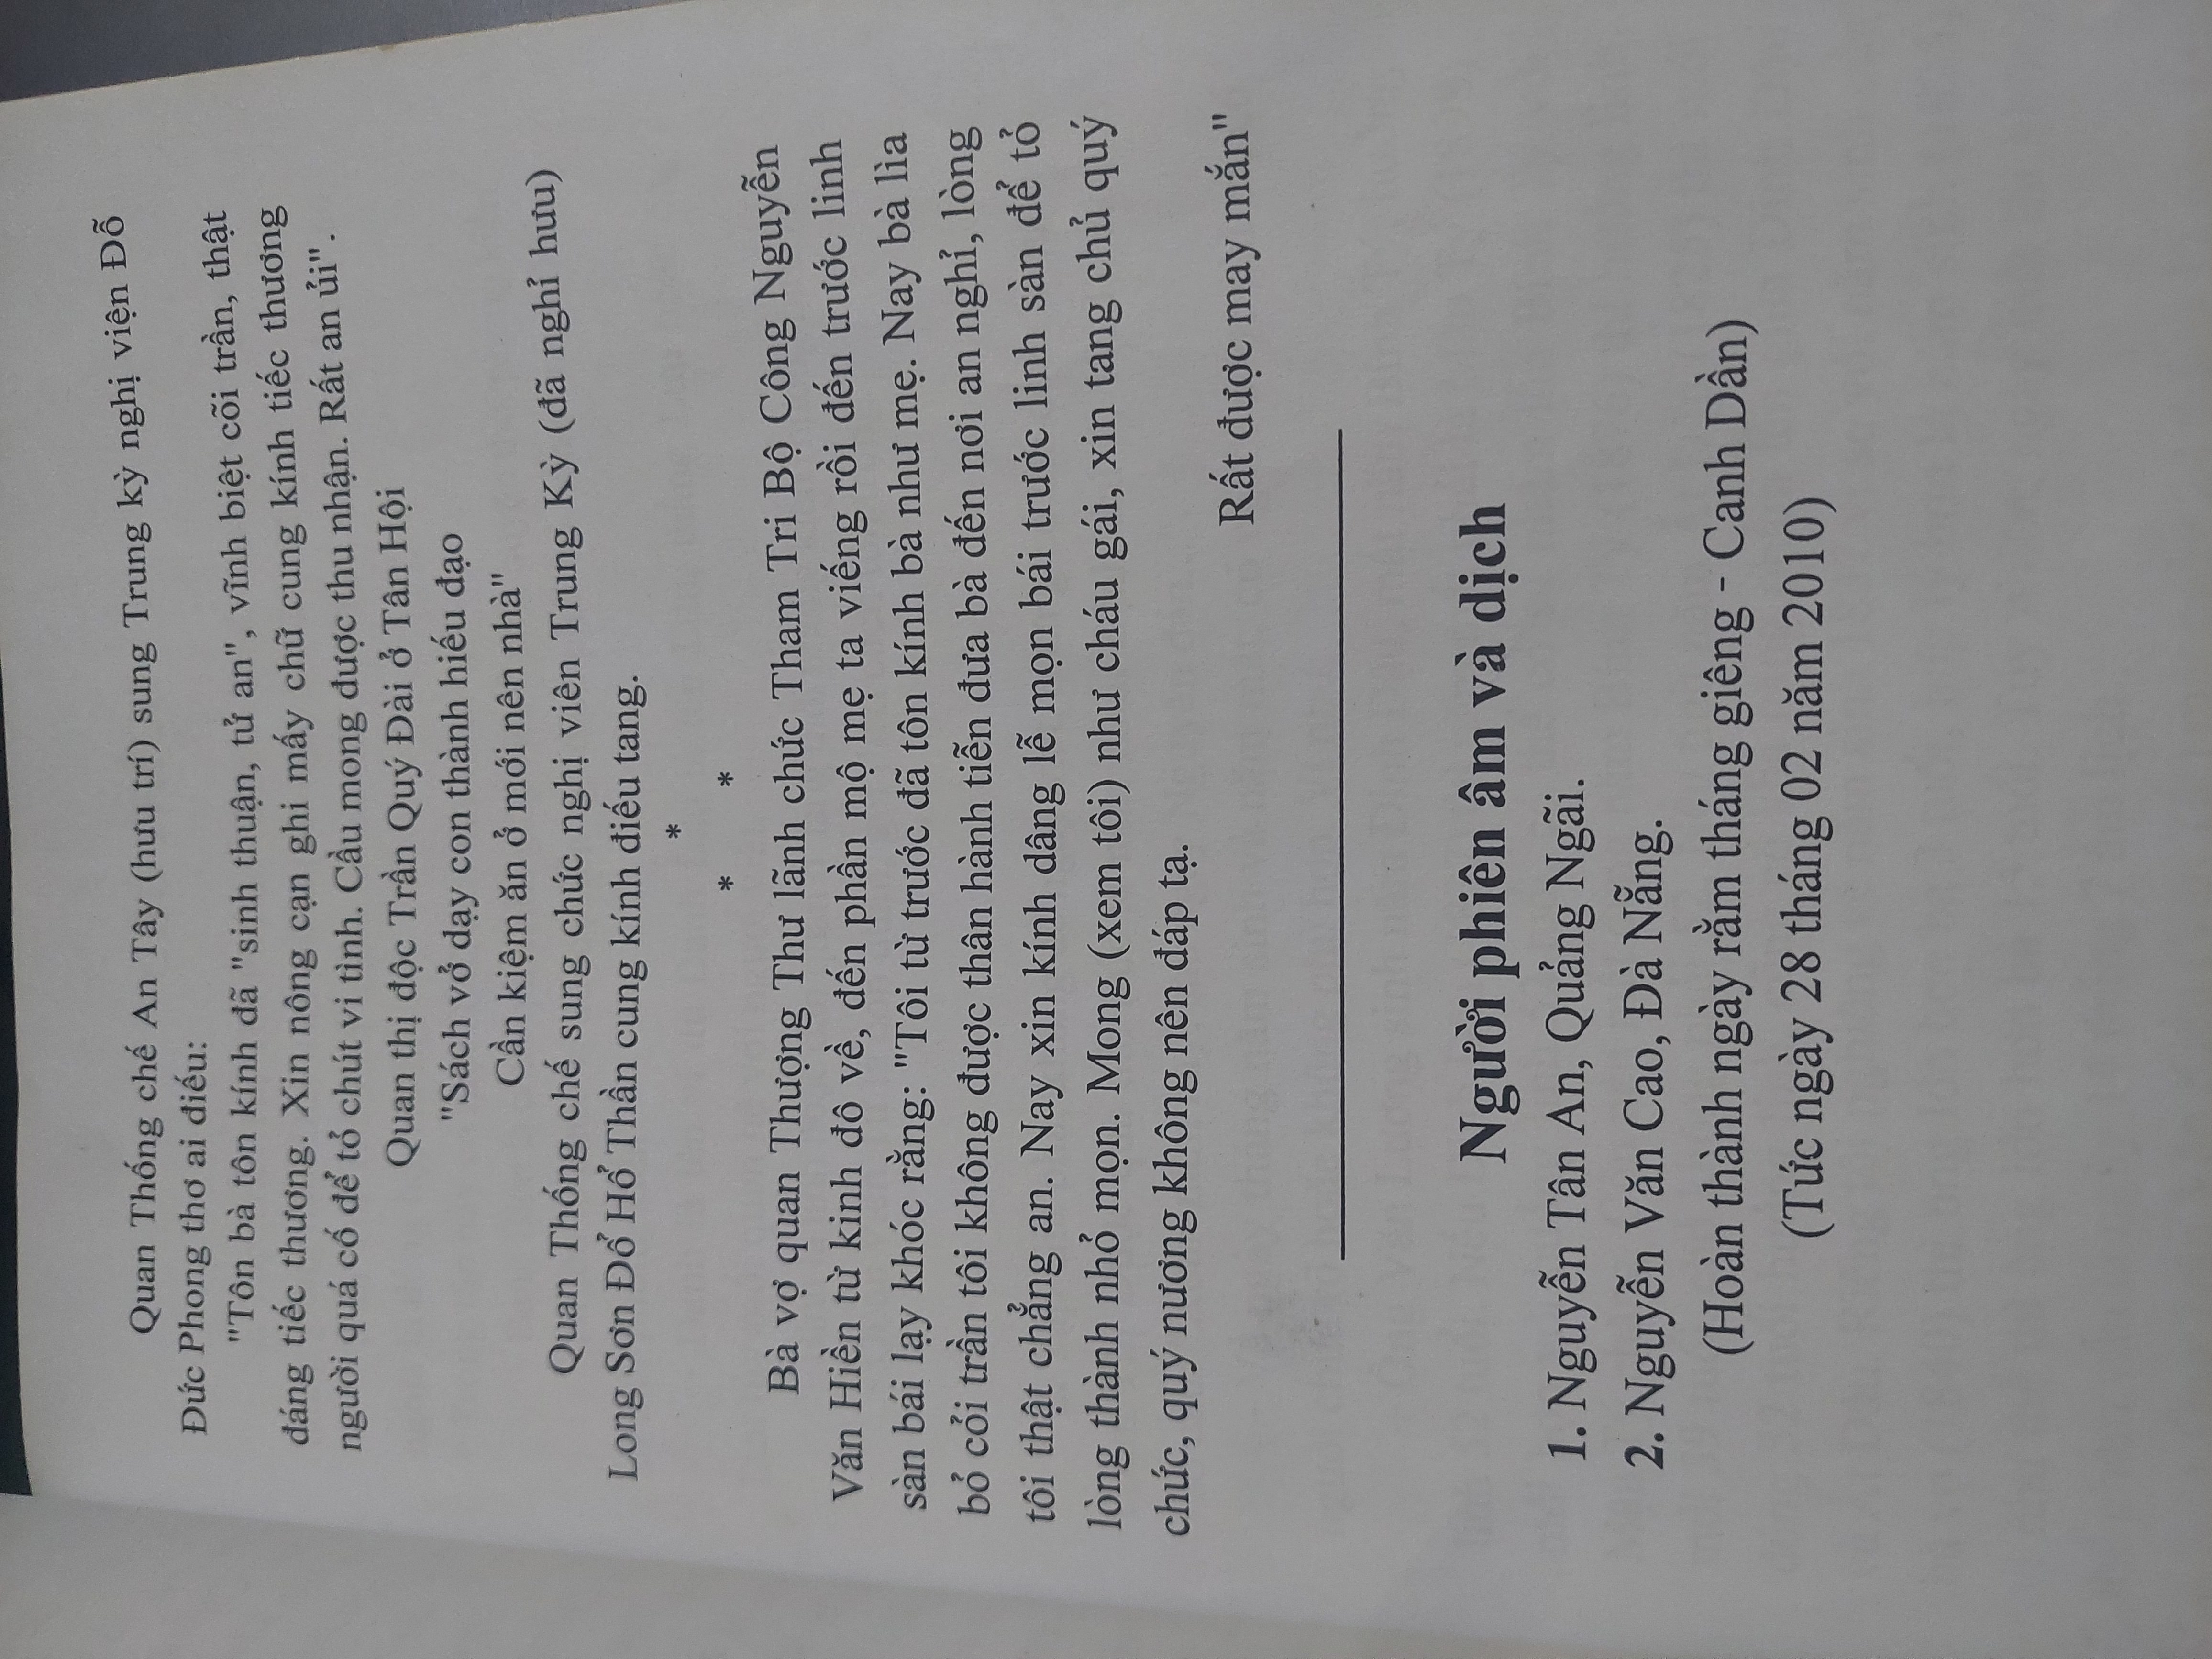 Quan Thống chế An Tây (hưu trí) sung Trung kỳ nghị viện Đỗ
Đức Phong thơ ai điếu:
"Tôn bà tôn kính đã "sinh thuận, tử an", vĩnh biệt cõi trần, thật
đáng tiếc thương. Xin nông cạn ghi mấy chữ cung kính tiếc thương
người quá cố để tỏ chút vi tình. Cầu mong được thu nhận. Rất an ủi".
Quan thị độc Trần Quý Đài ở Tân Hội
"Sách vở dạy con thành hiếu đạo
Cần kiệm ăn ở mới nên nhà"
Quan Thống chế sung chức nghị viên Trung Kỳ (đã nghỉ hưu)
Long Sơn Đổ Hổ Thần cung kính điếu tang.
*
* *
Bà vợ quan Thượng Thư lãnh chức Tham Tri Bộ Công Nguyễn
Văn Hiền từ kinh đô về, đến phần mộ mẹ ta viếng rồi đến trước linh
sàn bái lạy khóc rằng: "Tôi từ trước đã tôn kính bà như mẹ. Nay bà lìa
bỏ cỏi trần tôi không được thân hành tiễn đưa bà đến nơi an nghỉ, lòng
tôi thật chẳng an. Nay xin kính dâng lễ mọn bái trước linh sàn để tỏ
lòng thành nhỏ mọn. Mong (xem tôi) như cháu gái, xin tang chủ quý
chức, quý nương không nên đáp tạ.
Rất được may mắn"
Người phiên âm và dịch
1. Nguyễn Tân An, Quảng Ngãi.
2. Nguyễn Văn Cao, Đà Nẵng.
(Hoàn thành ngày rằm tháng giêng - Canh Dần)
(Tức ngày 28 tháng 02 năm 2010)